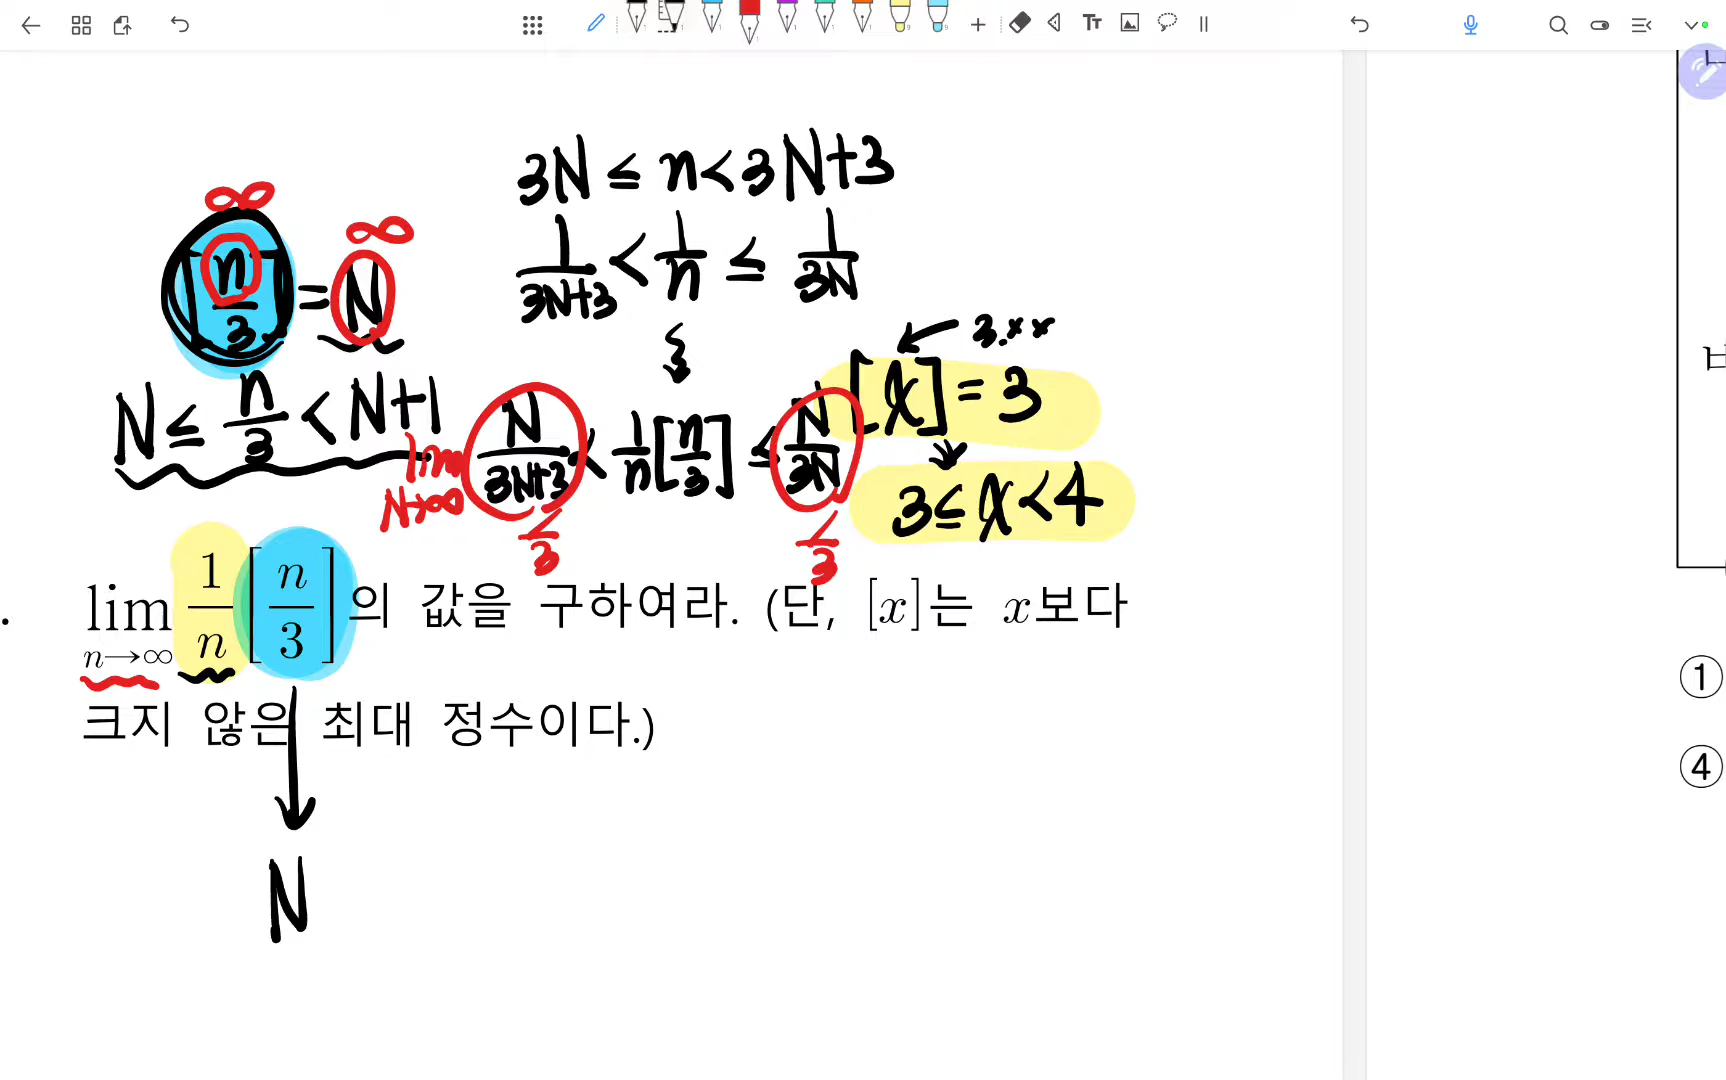 3N ≤ n < 3N+3
1/(3N+3) < 1/n ≤ 1/3N
∞ ∞
[n/3] = N
N ≤ n/3 < N+1
3.××
[x] = 3
3 ≤ x < 4
lim N→∞ N/(3N+3) < 1/n [n/3] ≤ N/3N
1/3 1/3
. lim n→∞ 1/n [n/3] 의 값을 구하여라. (단, [x]는 x보다
크지 않은 최대 정수이다.)
N
①
④
Tт